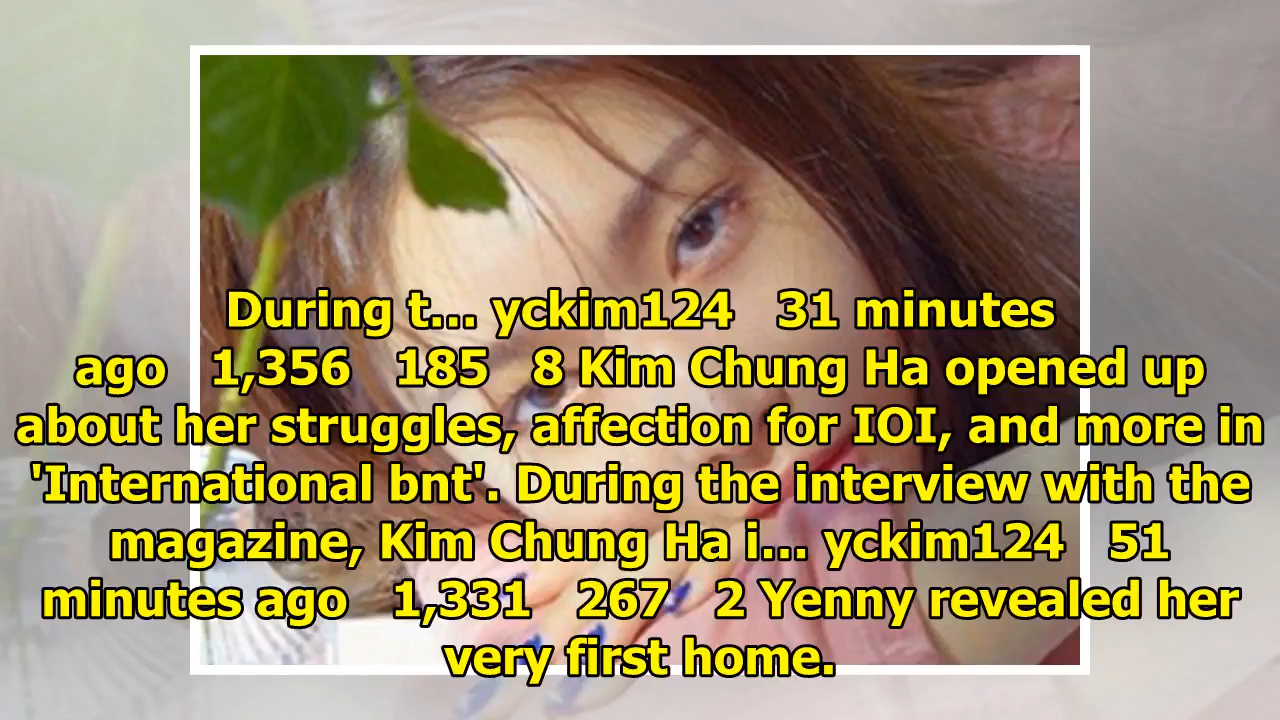 During t... yckim124 31 minutes
ago 1,356 185 8 Kim Chung Ha opened up
about her struggles, affection for IOI, and more in
'International bnt'. During the interview with the
magazine, Kim Chung Ha i... yckim124 51
minutes ago 1,331 267 2 Yenny revealed her
very first home.